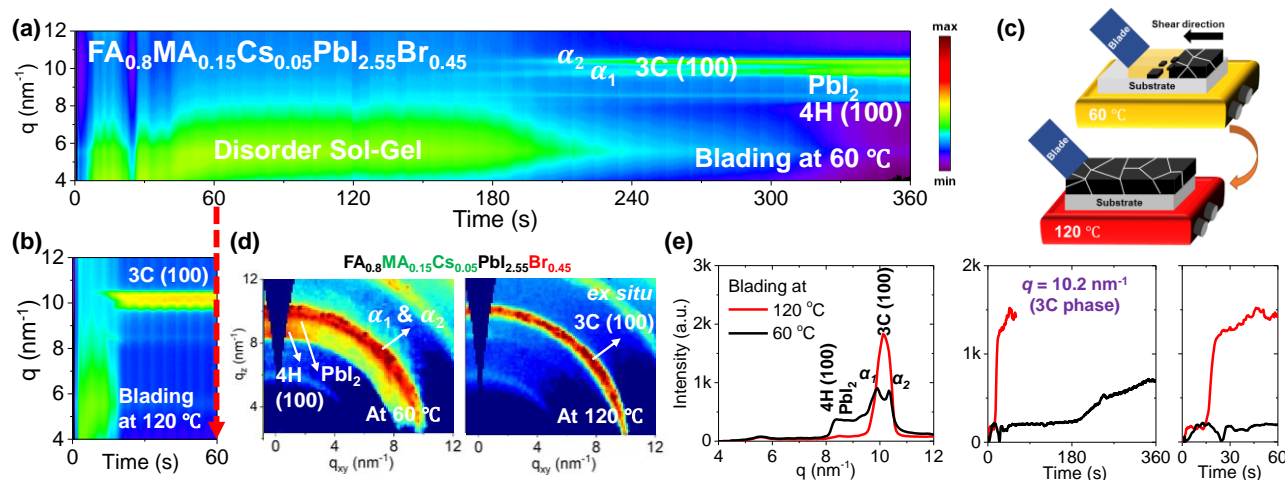 (a)
q (nm⁻¹)
12
10
8
6
4
FA₀.₈MA₀.₁₅Cs₀.₀₅PbI₂.₅₅Br₀.₄₅
α₂
α₁
3C (100)
PbI₂
4H (100)
Disorder Sol-Gel
Blading at 60 ℃
0
60
120
180
240
300
360
Time (s)
max
min
(b)
q (nm⁻¹)
12
10
8
6
4
3C (100)
Blading
at 120 ℃
0
30
60
Time (s)
(c)
Shear direction
Blade
Substrate
60 ℃
Blade
Substrate
120 ℃
(d)
FA₀.₈MA₀.₁₅Cs₀.₀₅PbI₂.₅₅Br₀.₄₅
q_z (nm⁻¹)
12
8
4
α₁ & α₂
4H
(100)
PbI₂
At 60 ℃
0
4
8
12
q_xy (nm⁻¹)
ex situ
3C (100)
At 120 ℃
4
8
12
q_xy (nm⁻¹)
(e)
Intensity (a.u.)
3k
2k
1k
0
Blading at
120 °C
60 °C
4H (100)
PbI₂
α₁
3C (100)
α₂
4
6
8
10
12
q (nm⁻¹)
2k
1k
0
q = 10.2 nm⁻¹
(3C phase)
0
180
360
Time (s)
2k
1k
0
0
30
60
Time (s)